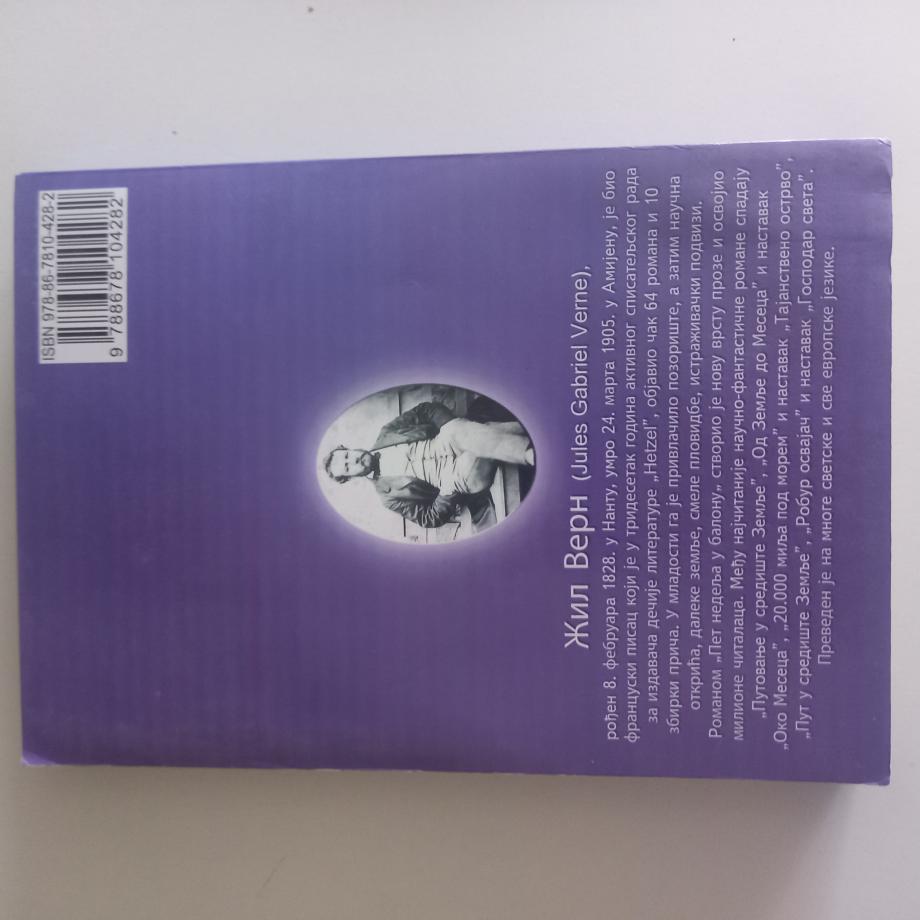 Жил Верн (Jules Gabriel Verne),
рођен 8. фебруара 1828. у Нанту, умро 24. марта 1905. у Амијену, је био
француски писац који је у тридесетак година активног списатељског рада
за издавача дечије литературе „Hetzel”, објавио чак 64 романа и 10
збирки прича. У младости га је привлачило позориште, а затим научна
открића, далеке земље, смеле пловидбе, истраживачки подвизи.
Романом „Пет недеља у балону„ створио је нову врсту прозе и освојио
милионе читалаца. Међу најчитаније научно-фантастичне романе спадају
„Путовање у средиште Земље”, „Од Земље до Месеца” и наставак
„Око Месеца”, „20.000 миља под морем” и наставак „Тајанствено острво”,
„Пут у средиште Земље”, „Робур освајач” и наставак „Господар света”.
Преведен је на многе светске и све европске језике.
ISBN 978-86-7810-428-2
9 788678 104282